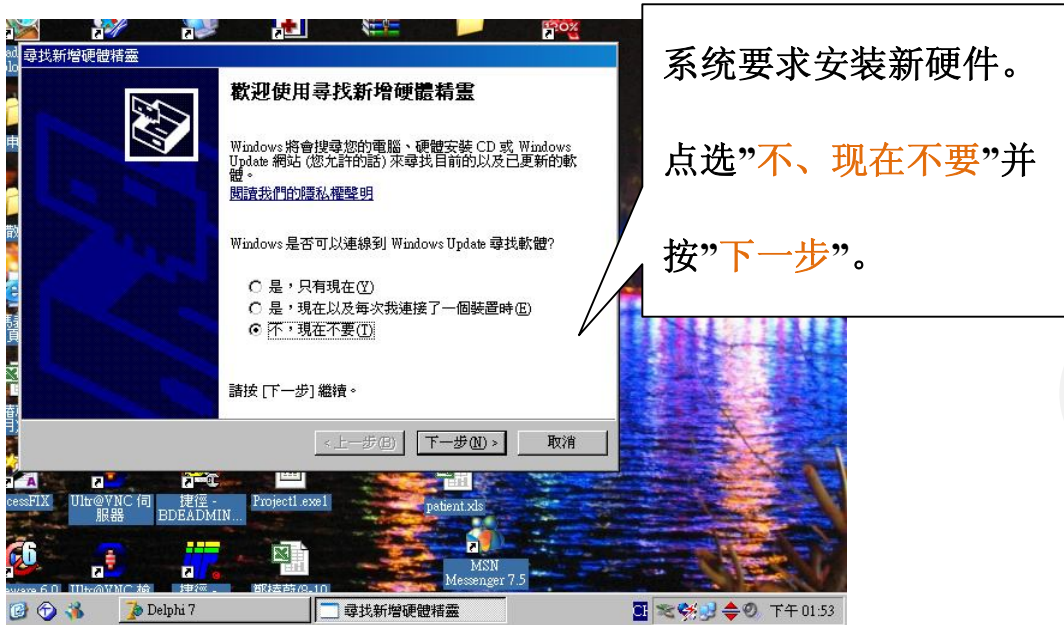 130%
尋找新增硬體精靈
歡迎使用尋找新增硬體精靈
Windows 將會搜尋您的電腦、硬體安裝 CD 或 Windows
Update 網站 (您允許的話) 來尋找目前的以及已更新的軟
體。
閱讀我們的隱私權聲明
Windows 是否可以連線到 Windows Update 尋找軟體?
是，只有現在(Y)
是，現在以及每次我連接了一個裝置時(E)
不，現在不要(T)
請按 [下一步] 繼續。
<上一步(B)
下一步(N) >
取消
系统要求安装新硬件。
点选”不、现在不要”并
按”下一步”。
cessFIX
Ultr@VNC 伺
服器
捷徑 -
BDEADMIN...
Project1.exe1
patient.xls
MSN
Messenger 7.5
Delphi 7
尋找新增硬體精靈
CH
下午 01:53